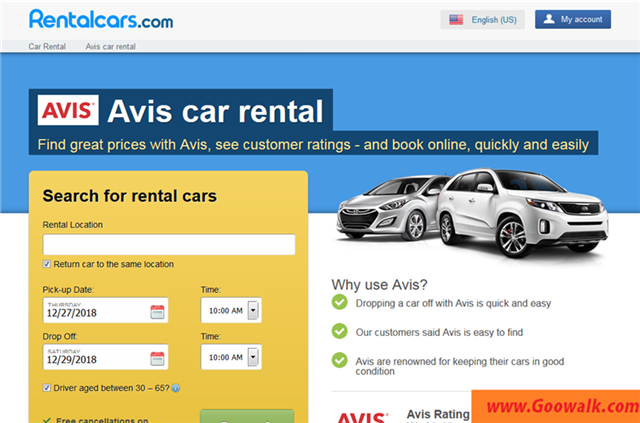 Rentalcars.com
English (US)
My account
Car Rental
Avis car rental
AVIS
Avis car rental
Find great prices with Avis, see customer ratings - and book online, quickly and easily
Search for rental cars
Rental Location
Return car to the same location
Pick-up Date:
Time:
THURSDAY
12/27/2018
10:00 AM
Drop Off:
Time:
SATURDAY
12/29/2018
10:00 AM
Driver aged between 30 – 65?
Free cancellations on
Why use Avis?
Dropping a car off with Avis is quick and easy
Our customers said Avis is easy to find
Avis are renowned for keeping their cars in good
condition
AVIS
Avis Rating
www.Goowalk.com